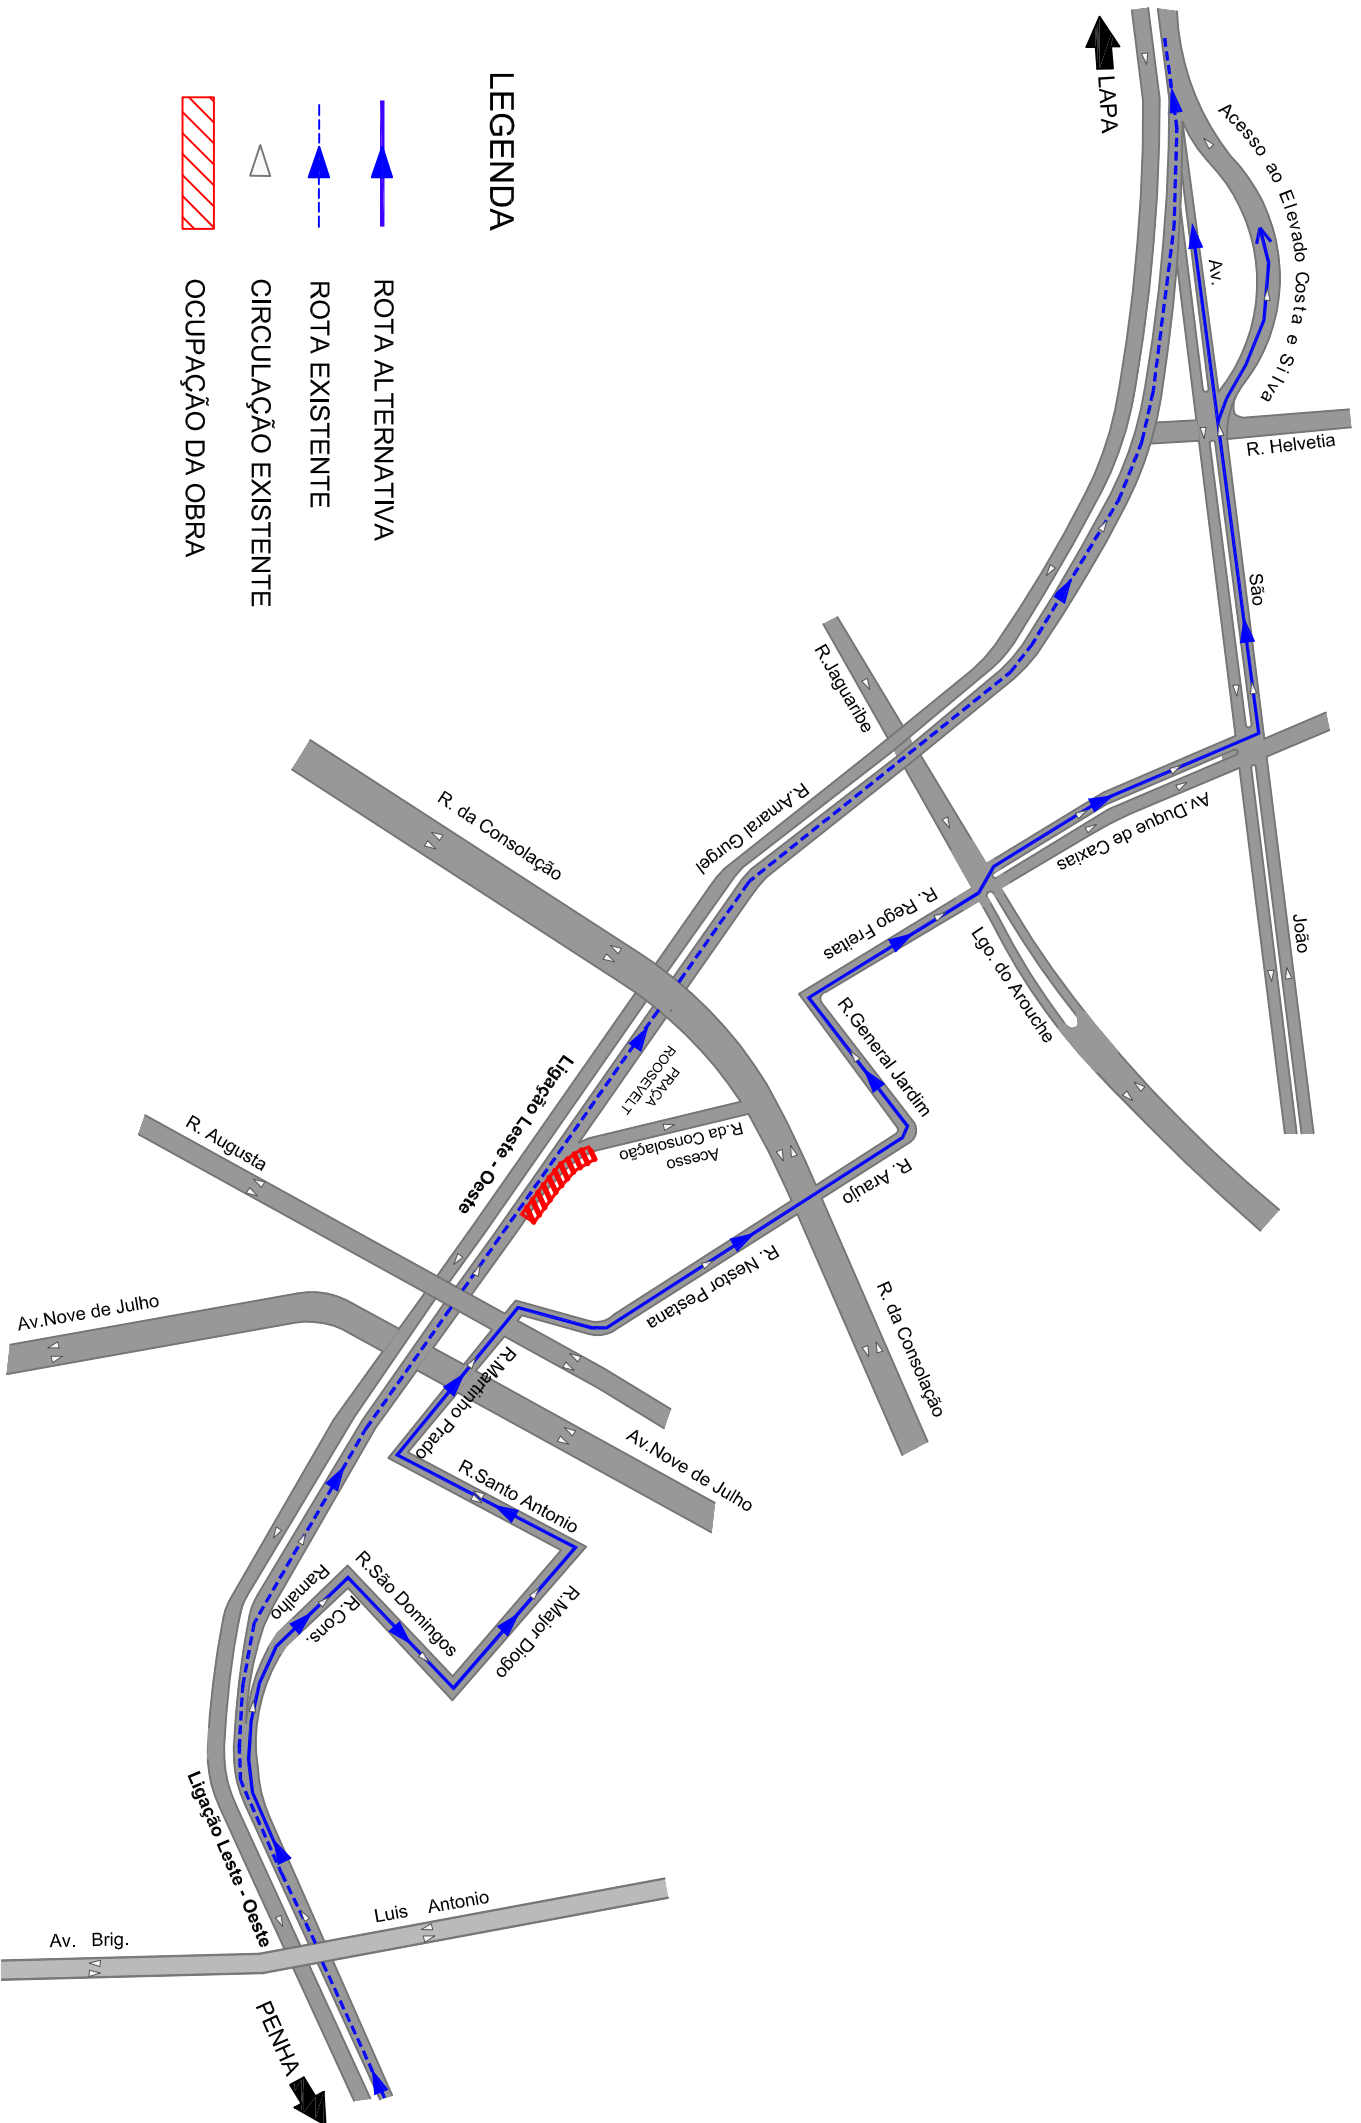 LAPA
Acesso ao Elevado Costa e Silva
Av.
R. Helvetia
São
João
LEGENDA
ROTA ALTERNATIVA
ROTA EXISTENTE
CIRCULAÇÃO EXISTENTE
OCUPAÇÃO DA OBRA
R.Jaguaribe
R.Amaral Gurgel
Av.Duque de Caxias
R. da Consolação
R. Rego Freitas
Lgo. do Arouche
R.General Jardim
PRAÇA
ROOSEVELT
Ligação Leste - Oeste
Acesso
R.da Consolação
R. Araujo
R. Augusta
R. Nestor Pestana
R. da Consolação
Av.Nove de Julho
R.Martinho Prado
Av.Nove de Julho
R.Santo Antonio
R.São Domingos
R.Cons.
Ramalho
R.Major Diogo
Ligação Leste - Oeste
Av. Brig.
Luis Antonio
PENHA